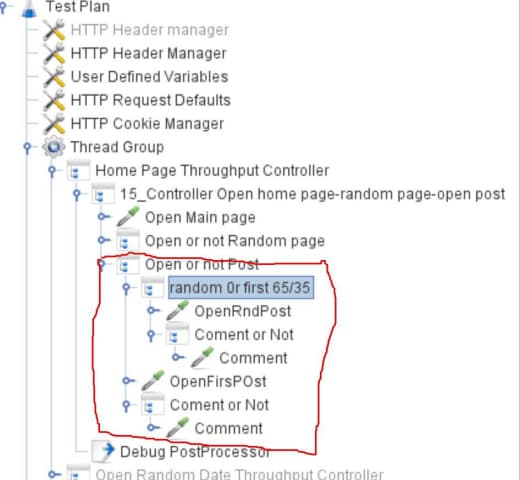 Test Plan
HTTP Header manager
HTTP Header Manager
User Defined Variables
HTTP Request Defaults
HTTP Cookie Manager
Thread Group
Home Page Throughput Controller
15_Controller Open home page-random page-open post
Open Main page
Open or not Random page
Open or not Post
random 0r first 65/35
OpenRndPost
Coment or Not
Comment
OpenFirsPOst
Coment or Not
Comment
Debug PostProcessor
Open Random Date Throughput Controller